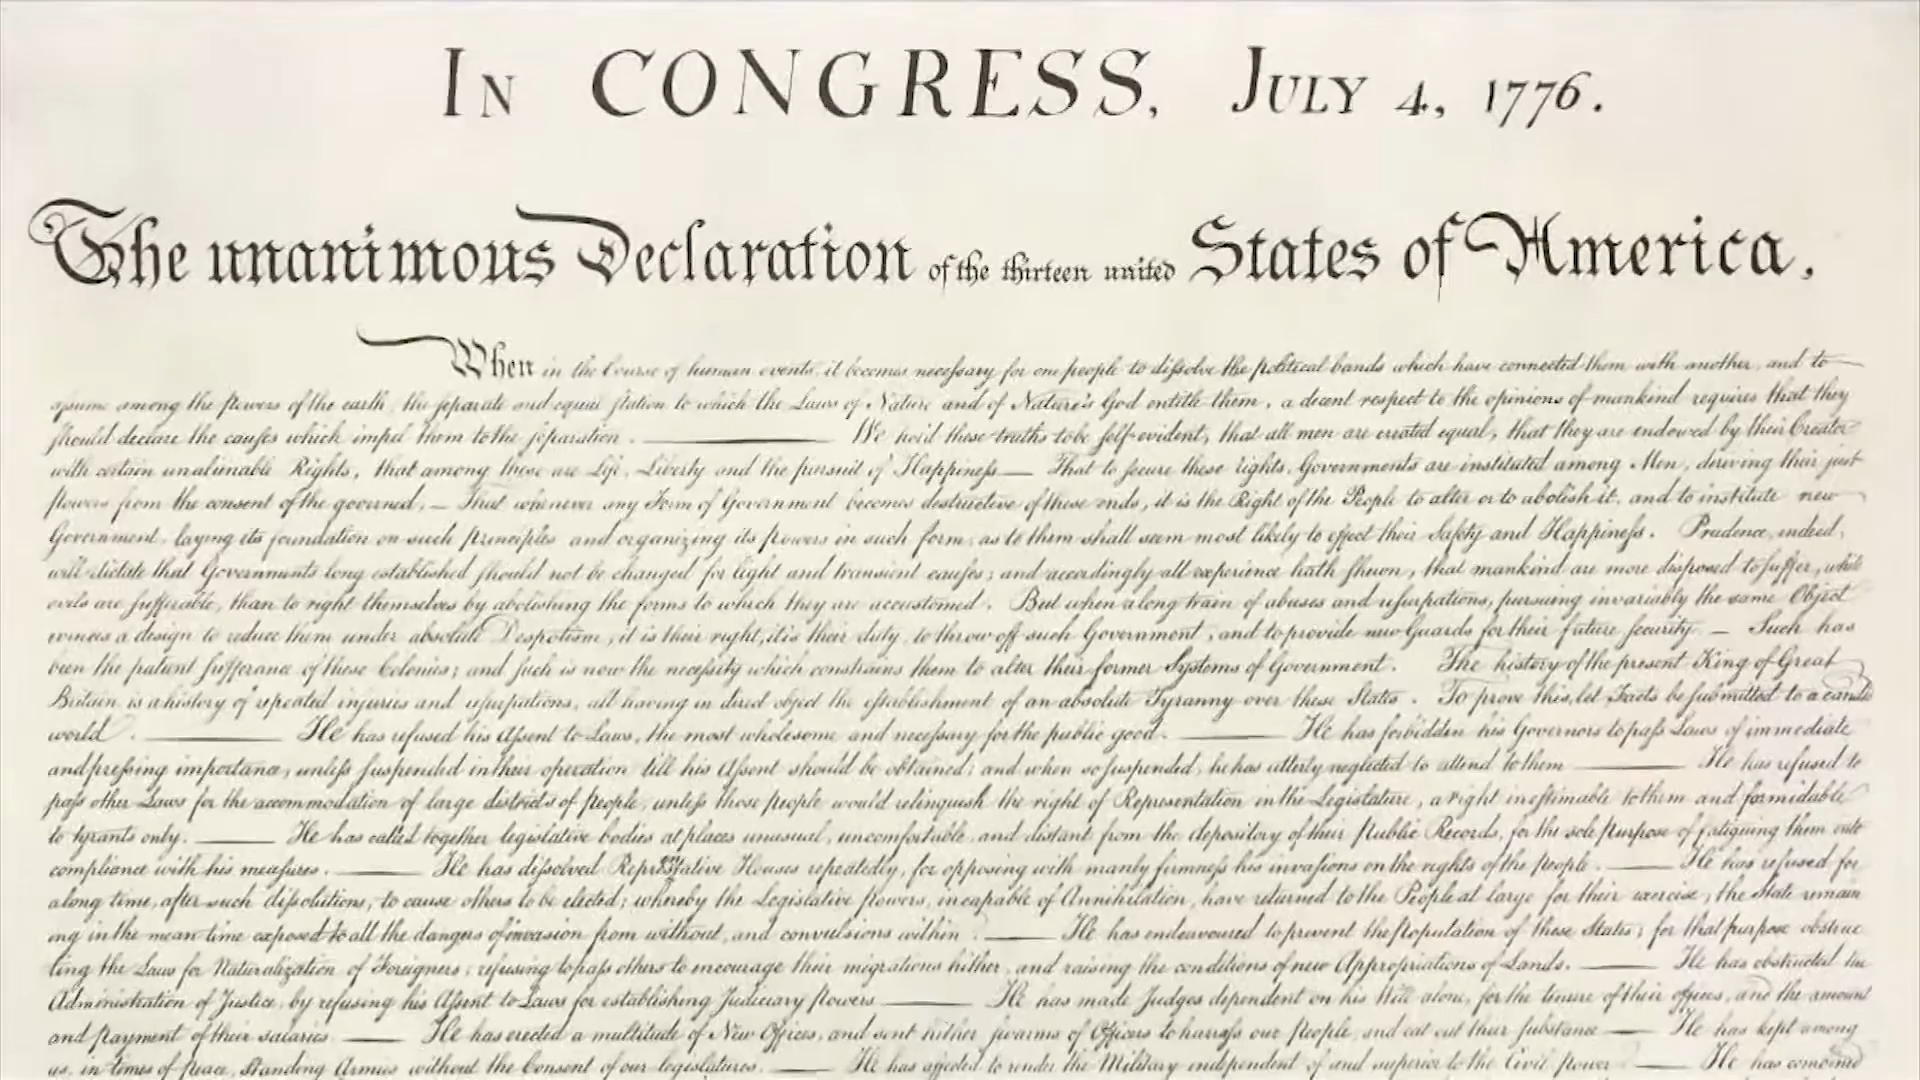 In CONGRESS, July 4, 1776.
The unanimous Declaration of the thirteen united States of America,
When in the Course of human events, it becomes necessary for one people to dissolve the political bands which have connected them with another, and to
assume among the powers of the earth, the separate and equal station to which the Laws of Nature and of Nature's God entitle them, a decent respect to the opinions of mankind requires that they
should declare the causes which impel them to the separation. ——— We hold these truths to be self-evident, that all men are created equal, that they are endowed by their Creator
with certain unalienable Rights, that among these are Life, Liberty and the pursuit of Happiness — That to secure these rights, Governments are instituted among Men, deriving their just
powers from the consent of the governed, — That whenever any Form of Government becomes destructive of these ends, it is the Right of the People to alter or to abolish it, and to institute new
Government, laying its foundation on such principles and organizing its powers in such form, as to them shall seem most likely to effect their Safety and Happiness. Prudence, indeed,
will dictate that Governments long established should not be changed for light and transient causes; and accordingly all experience hath shewn, that mankind are more disposed to suffer, while
evils are sufferable, than to right themselves by abolishing the forms to which they are accustomed. But when a long train of abuses and usurpations, pursuing invariably the same Object
evinces a design to reduce them under absolute Despotism, it is their right, it is their duty, to throw off such Government, and to provide new Guards for their future security. — Such has
been the patient sufferance of these Colonies; and such is now the necessity which constrains them to alter their former Systems of Government. The history of the present King of Great
Britain is a history of repeated injuries and usurpations, all having in direct object the establishment of an absolute Tyranny over these States. To prove this, let Facts be submitted to a candid
world. ——— He has refused his Assent to Laws, the most wholesome and necessary for the public good. ——— He has forbidden his Governors to pass Laws of immediate
and pressing importance, unless suspended in their operation till his Assent should be obtained; and when so suspended, he has utterly neglected to attend to them ——— He has refused to
pass other Laws for the accommodation of large districts of people, unless those people would relinquish the right of Representation in the Legislature, a right inestimable to them and formidable
to tyrants only. ——— He has called together legislative bodies at places unusual, uncomfortable, and distant from the depository of their Public Records, for the sole purpose of fatiguing them into
compliance with his measures. ——— He has dissolved Representative Houses repeatedly, for opposing with manly firmness his invasions on the rights of the people. ——— He has refused for
a long time, after such dissolutions, to cause others to be elected; whereby the Legislative powers, incapable of Annihilation, have returned to the People at large for their exercise; the State remain
ing in the mean time exposed to all the dangers of invasion from without, and convulsions within. ——— He has endeavoured to prevent the population of these States; for that purpose obstruc
ting the Laws for Naturalization of Foreigners; refusing to pass others to encourage their migrations hither, and raising the conditions of new Appropriations of Lands. ——— He has obstructed the
Administration of Justice, by refusing his Assent to Laws for establishing Judiciary powers ——— He has made Judges dependent on his Will alone, for the tenure of their offices, and the amount
and payment of their salaries. ——— He has erected a multitude of New Offices, and sent hither swarms of Officers to harrass our people, and eat out their substance ——— He has kept among
us, in times of peace, Standing Armies without the Consent of our legislatures. ——— He has affected to render the Military independent of and superior to the Civil power ——— He has combined